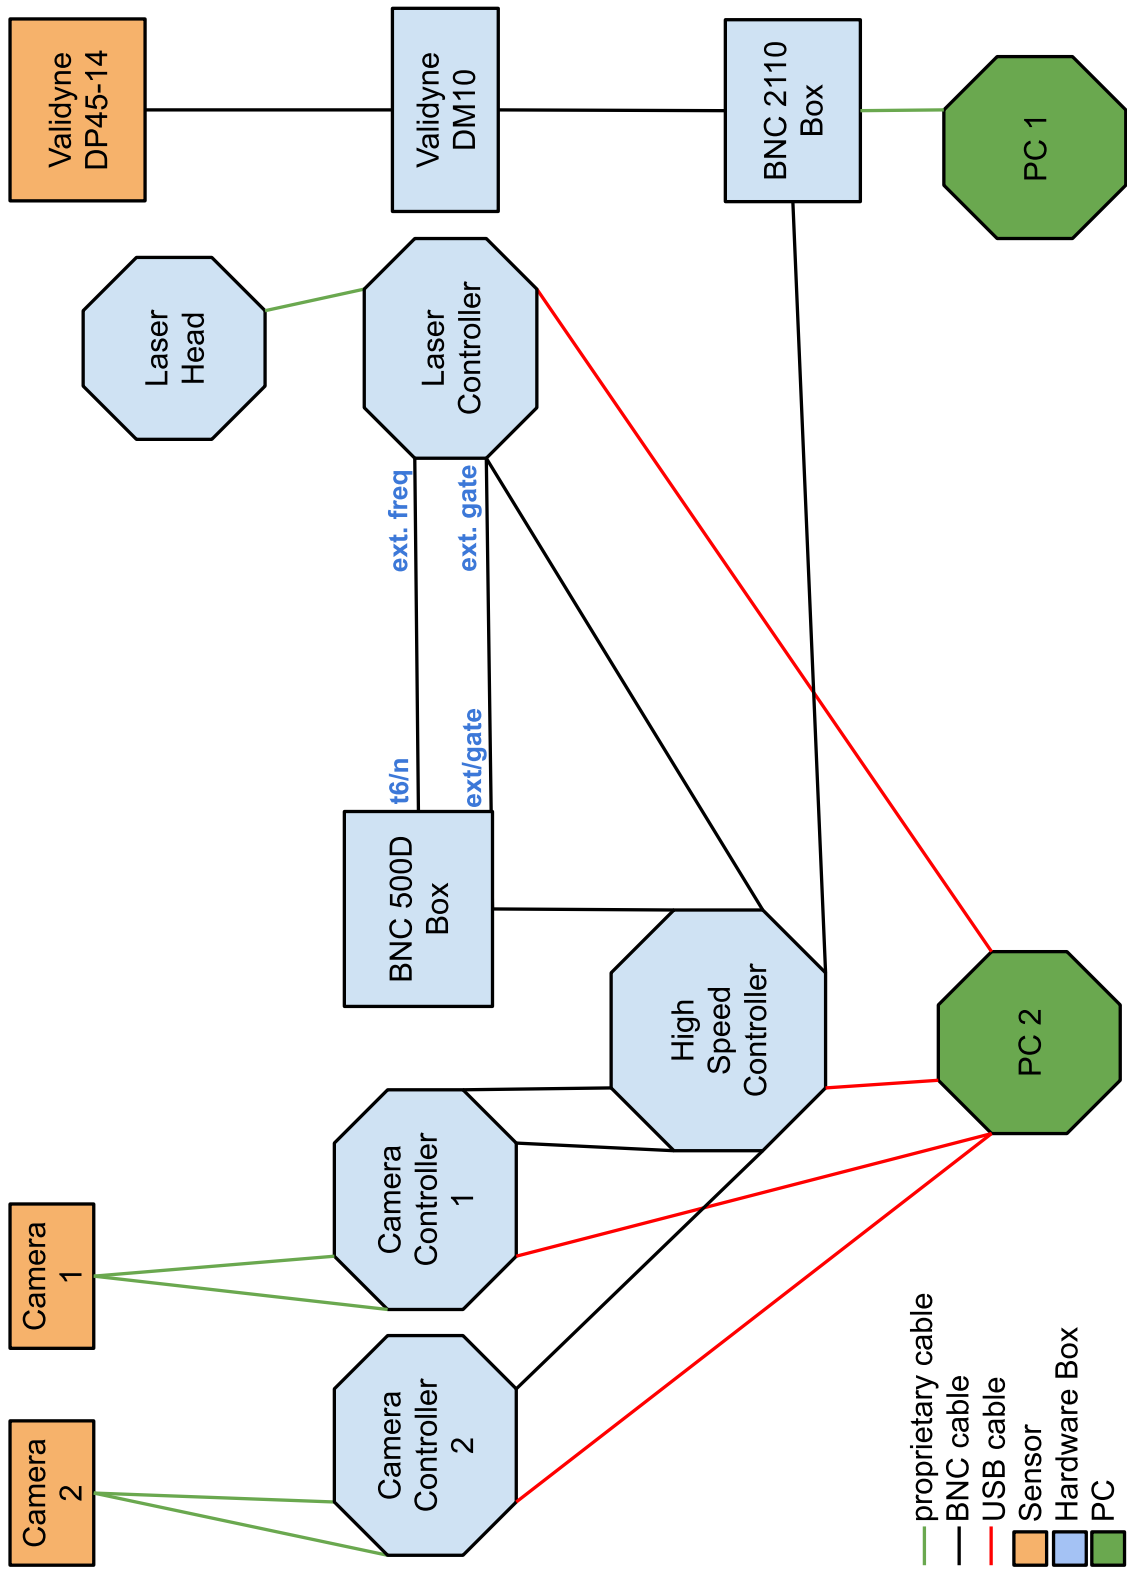 Camera
2
Camera
1
Validyne
DP45-14
Laser
Head
Camera
Controller
2
Camera
Controller
1
BNC 500D
Box
t6/n
ext/gate
ext. freq
ext. gate
Laser
Controller
Validyne
DM10
High
Speed
Controller
BNC 2110
Box
PC 2
PC 1
proprietary cable
BNC cable
USB cable
Sensor
Hardware Box
PC